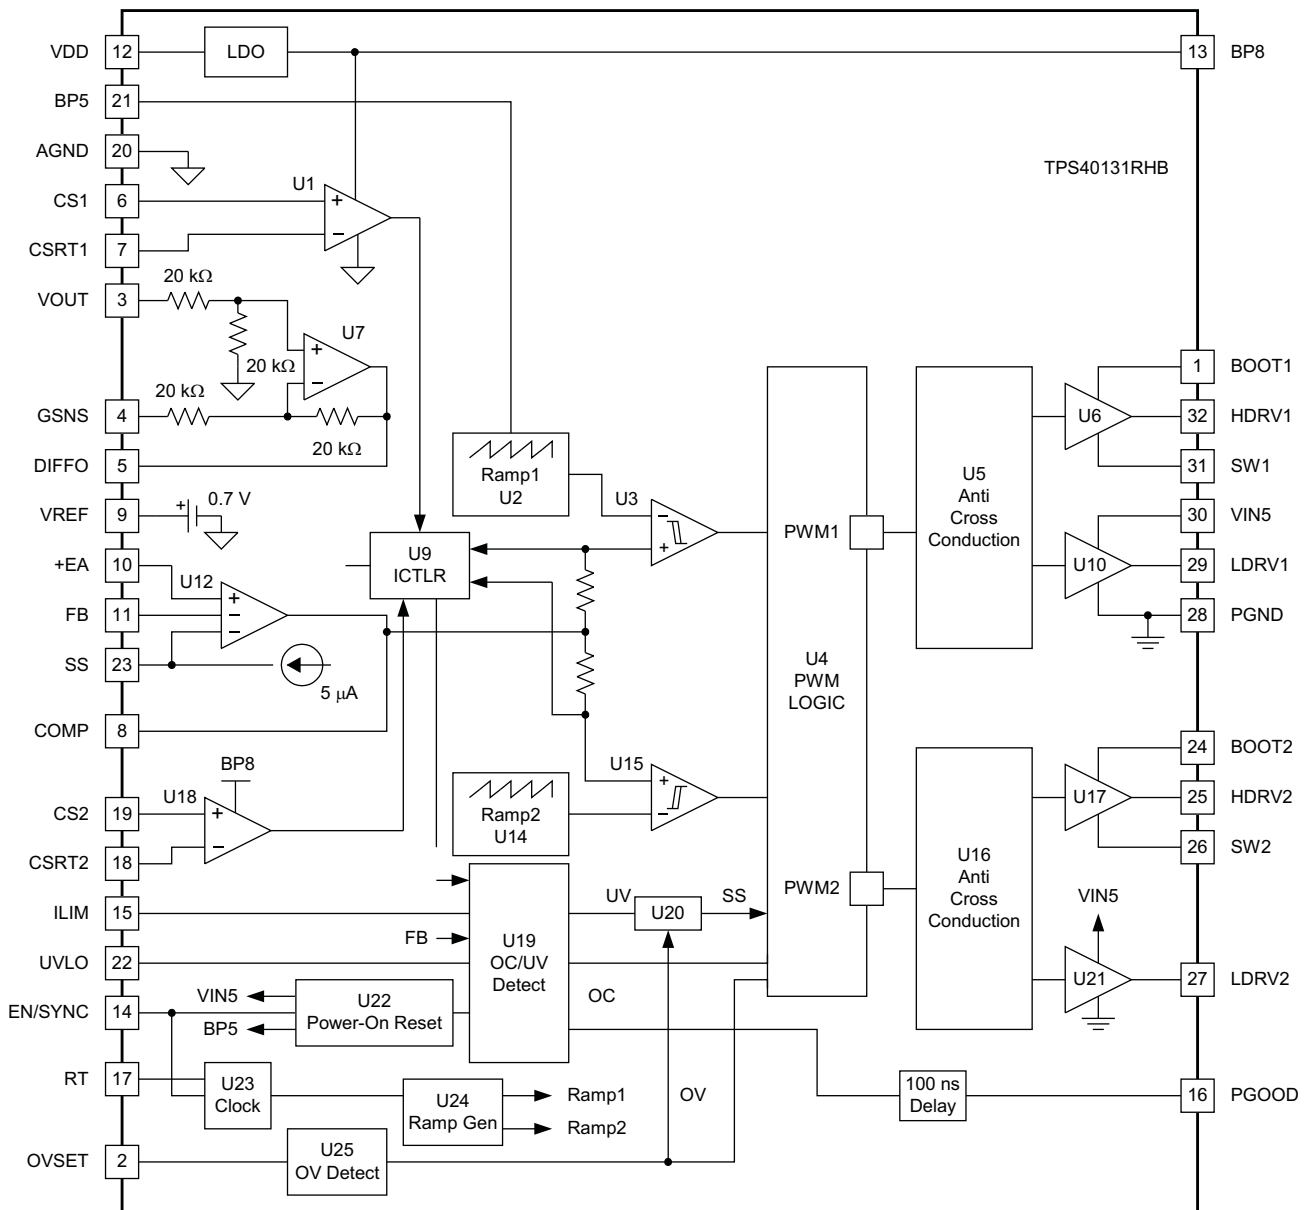 VDD 12 LDO 13 BP8
BP5 21
AGND 20
TPS40131RHB
CS1 6 U1 + −
CSRT1 7
20 kΩ
VOUT 3
U7 + −
20 kΩ
20 kΩ
GSNS 4
20 kΩ
DIFFO 5
1 BOOT1
U6 32 HDRV1
31 SW1
Ramp1
U2
U3 − +
U5
Anti
Cross
Conduction
VREF 9 + 0.7 V
30 VIN5
PWM1
U9
ICTLR
+EA 10 U12 + − −
U10 29 LDRV1
FB 11
28 PGND
SS 23
5 µA
U4
PWM
LOGIC
COMP 8
24 BOOT2
BP8
U15 + −
U17 25 HDRV2
CS2 19 U18 + −
Ramp2
U14
26 SW2
CSRT2 18
U16
Anti
Cross
Conduction
PWM2
VIN5
ILIM 15
UV U20 SS
FB
U19
OC/UV
Detect
UVLO 22
U21 27 LDRV2
VIN5
EN/SYNC 14
U22
Power-On Reset
OC
BP5
RT 17
U23
Clock
U24
Ramp Gen
Ramp1
Ramp2
OV
100 ns
Delay
16 PGOOD
OVSET 2
U25
OV Detect